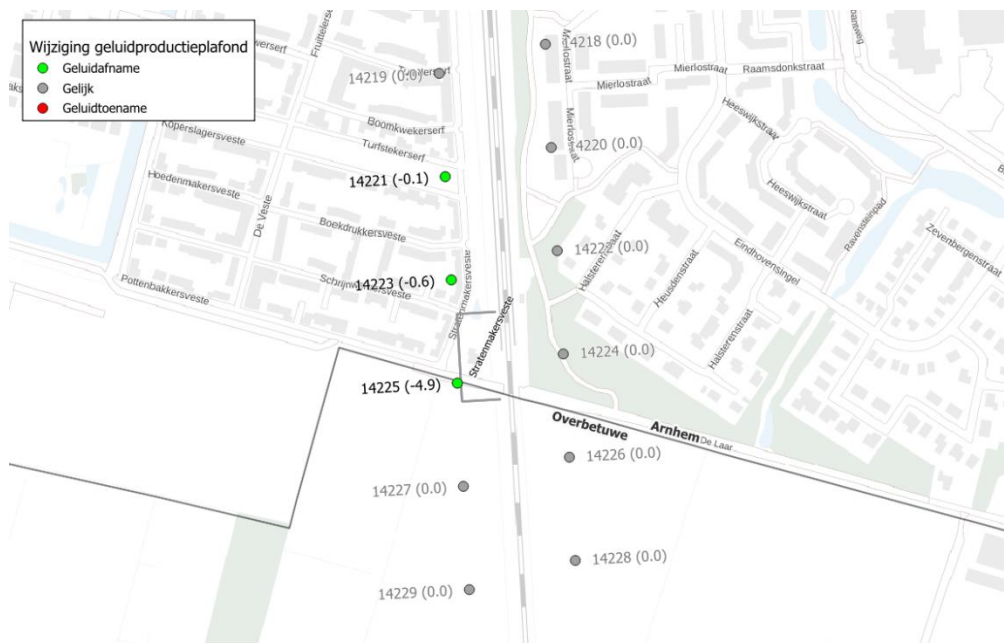 Wijziging geluidproductieplafond
Geluidafname
Gelijk
Geluidtoename
Fruittelerserf
14218 (0.0)
Mierlostraat
14219 (0.0)
Mierlostraat
Raamsdonkstraat
Heeswijkstraat
Boomkwekerserf
Koperslagersveste
Turfstekerserf
Mierlostraat
14220 (0.0)
14221 (-0.1)
Hoedenmakersveste
Heeswijkstraat
De Veste
Boekdrukkersveste
Ravensteinpad
Zevenbergenstraat
14222 (0.0)
Halsterenstraat
Eindhovensingel
Pottenbakkersveste
14223 (-0.6)
Stratenmakersveste
Heusdenstraat
Stratenmakersveste
Halsterenstraat
14224 (0.0)
14225 (-4.9)
Overbetuwe
Arnhem
De Laar
14226 (0.0)
14227 (0.0)
14228 (0.0)
14229 (0.0)